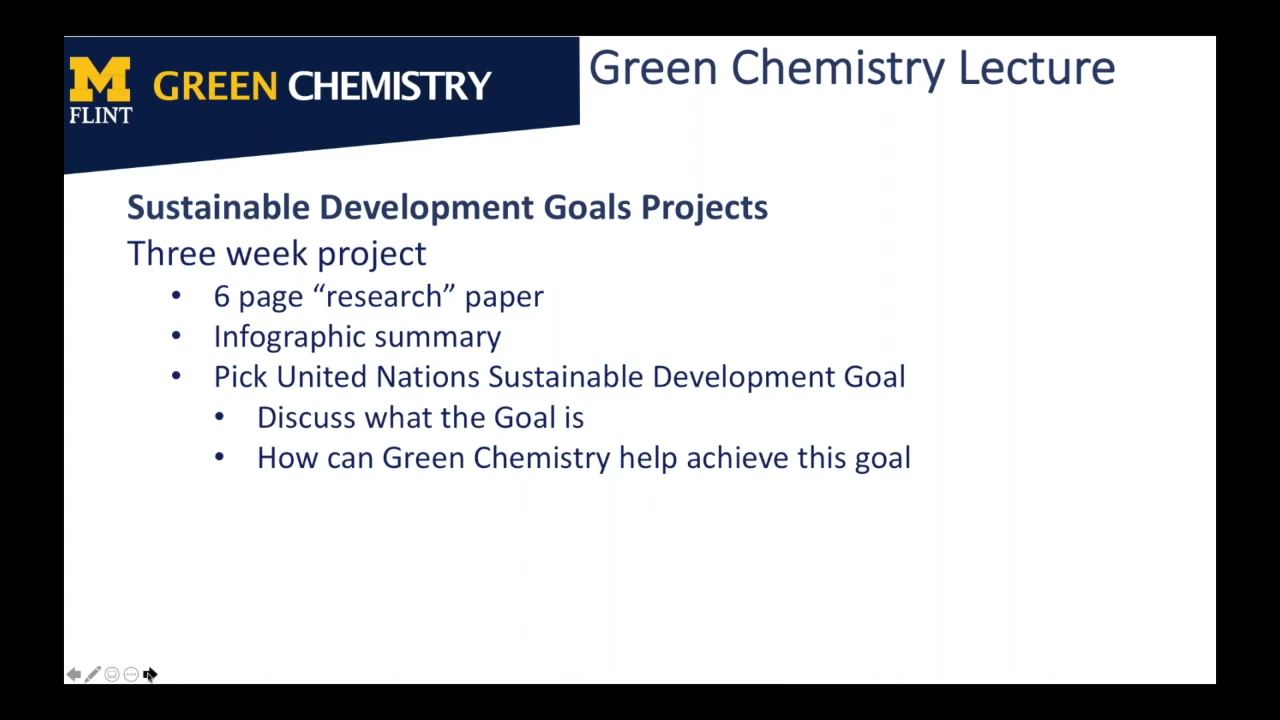 M
FLINT
GREEN CHEMISTRY
Green Chemistry Lecture
Sustainable Development Goals Projects
Three week project
• 6 page “research” paper
• Infographic summary
• Pick United Nations Sustainable Development Goal
• Discuss what the Goal is
• How can Green Chemistry help achieve this goal